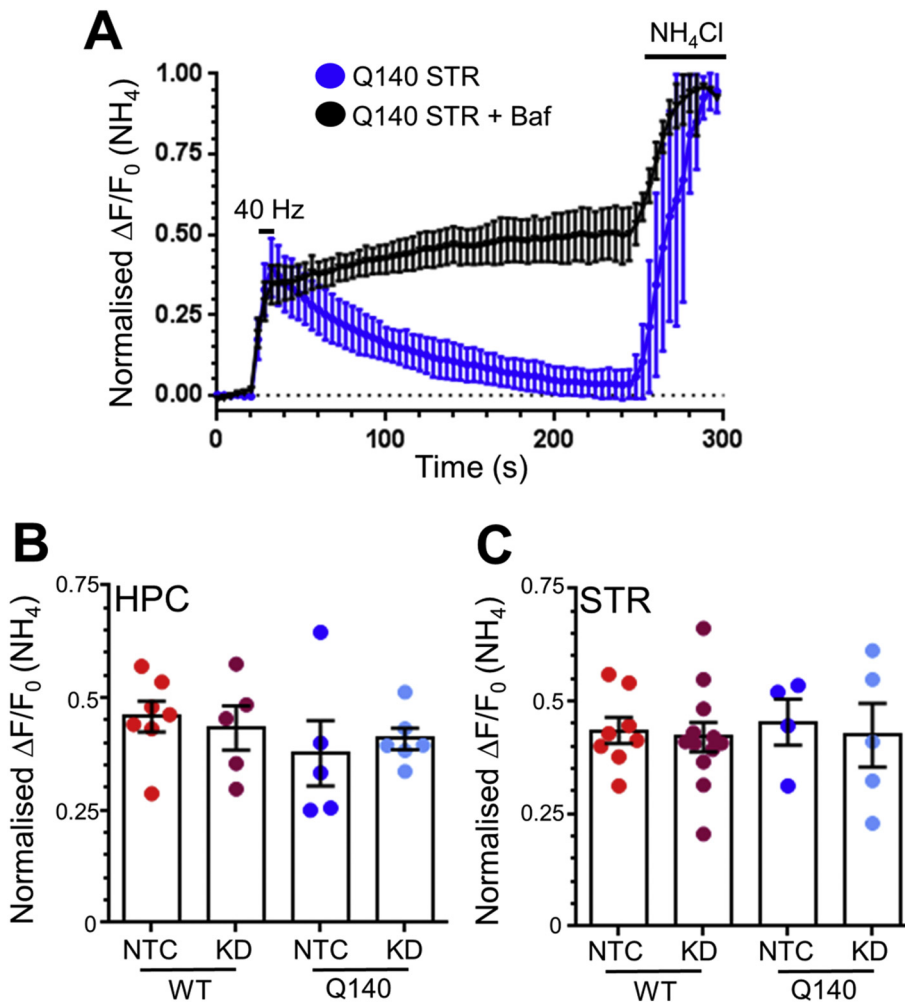 A
NH₄Cl
Q140 STR
Q140 STR + Baf
40 Hz
Normalised ΔF/F₀ (NH₄)
1.00
0.75
0.50
0.25
0.00
0 100 200 300
Time (s)
B
HPC
Normalised ΔF/F₀ (NH₄)
0.75
0.5
0.25
0
NTC KD NTC KD
WT Q140
C
STR
Normalised ΔF/F₀ (NH₄)
0.75
0.5
0.25
0
NTC KD NTC KD
WT Q140